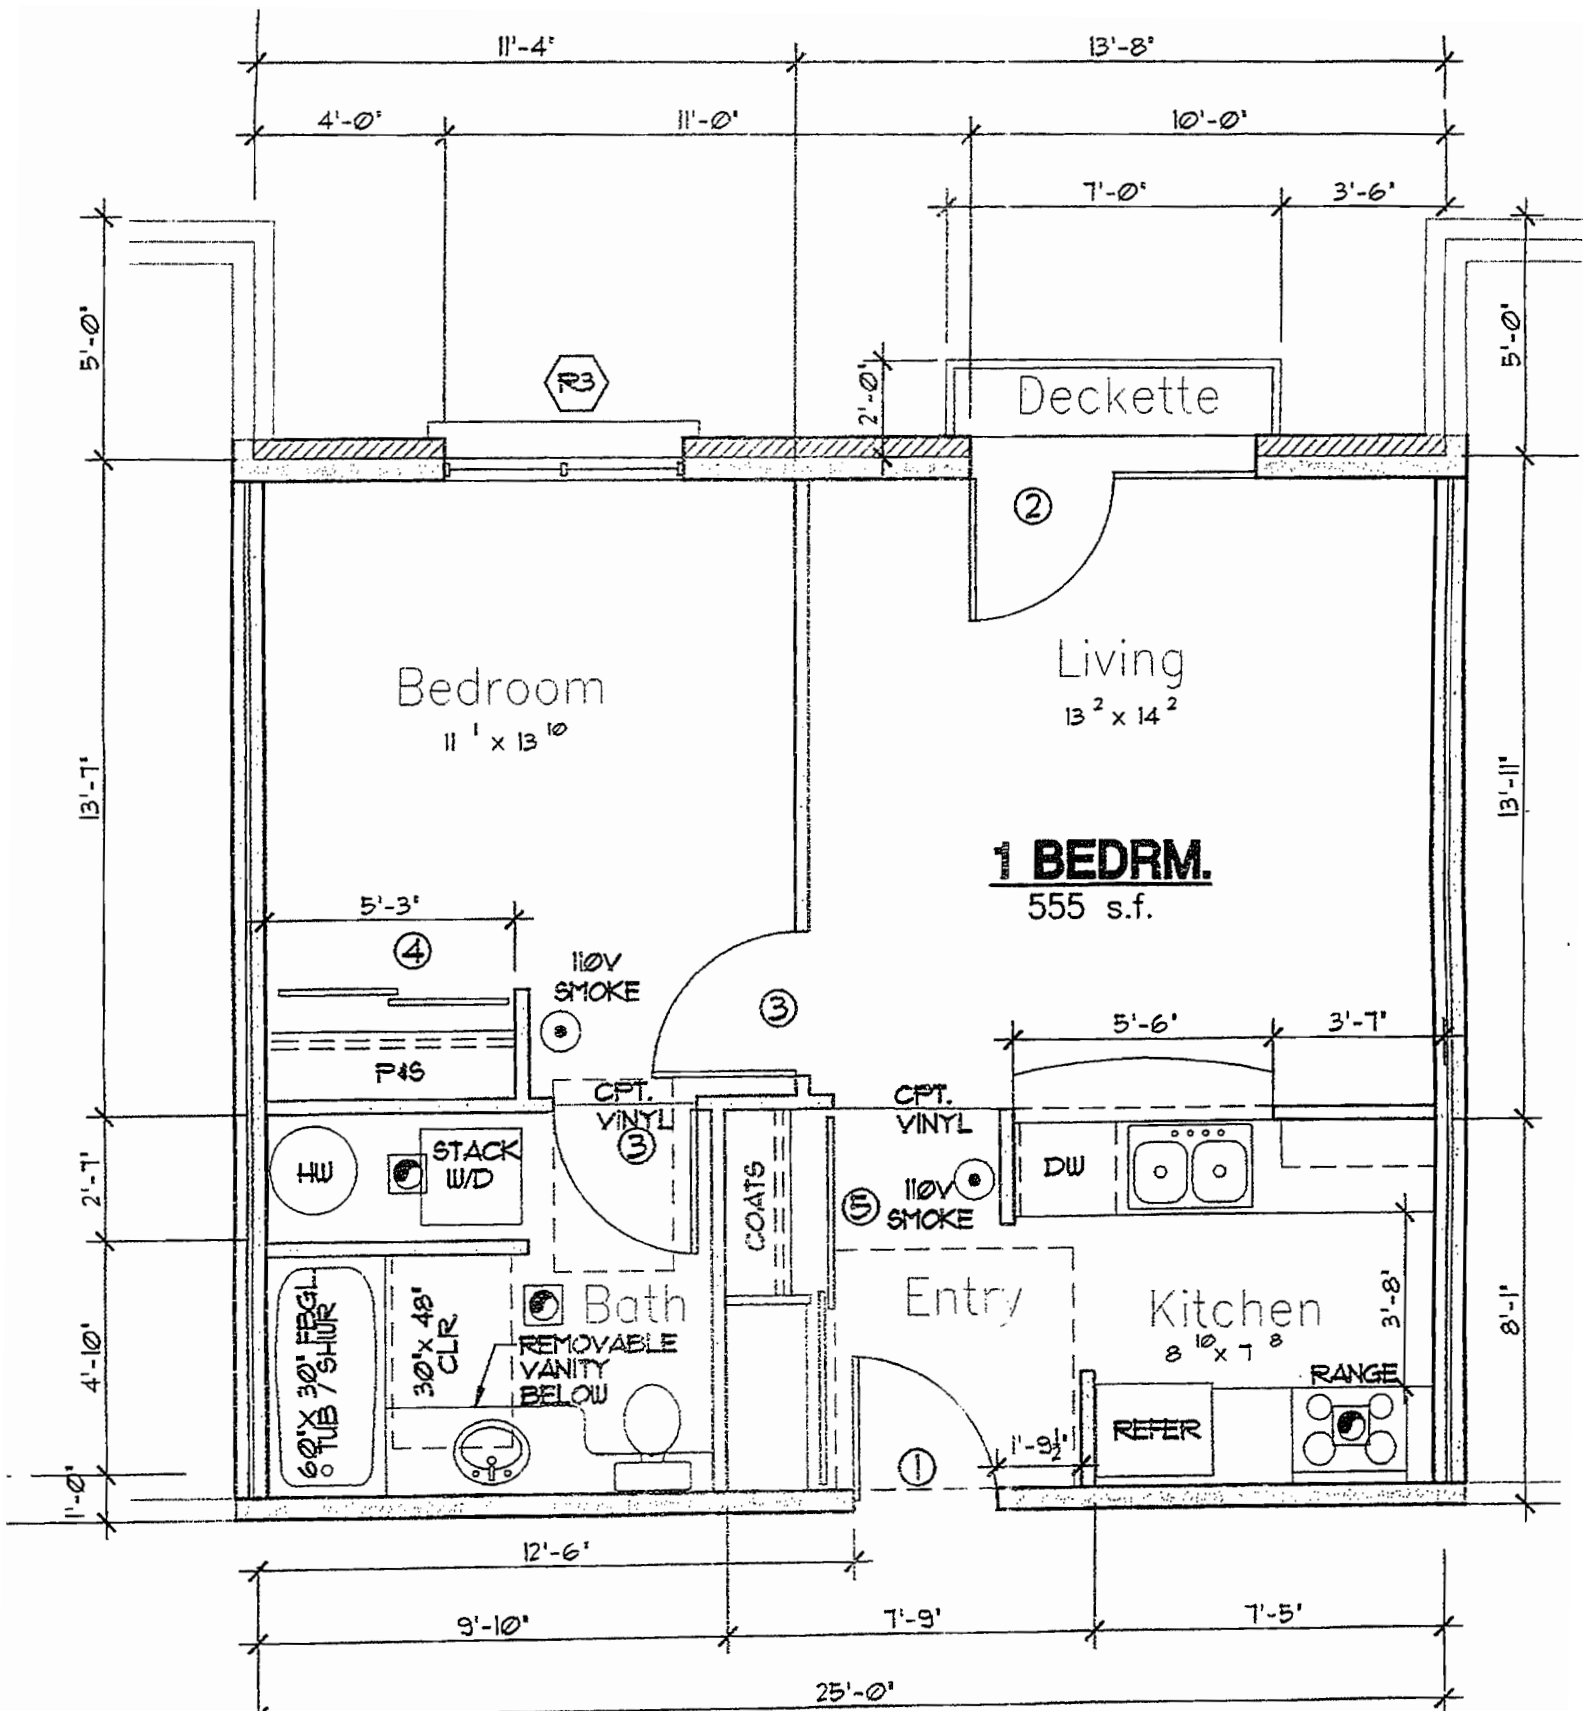 11'-4"
13'-8"
4'-0"
11'-0"
10'-0"
7'-0"
3'-6"
5'-0"
5'-0"
R3
2'-0"
Deckette
2
Living
13 2 x 14 2
Bedroom
11 1 x 13 10
13'-7"
13'-11"
1 BEDRM.
555 s.f.
5'-3"
4
110V
SMOKE
3
5'-6"
3'-7"
P&S
CPT.
VINYL
CPT.
VINYL
3
HW
STACK
W/D
COATS
DW
110V
SMOKE
5
2'-7"
Bath
Entry
Kitchen
8 10 x 7 8
3'-8"
8'-1"
60"x 30" FBGL.
TUB / SHWR
30"x 48"
CLR
REMOVABLE
VANITY
BELOW
4'-10"
RANGE
REFER
1'-9½"
1
1'-0"
12'-6"
9'-10"
7'-9"
7'-5"
25'-0"